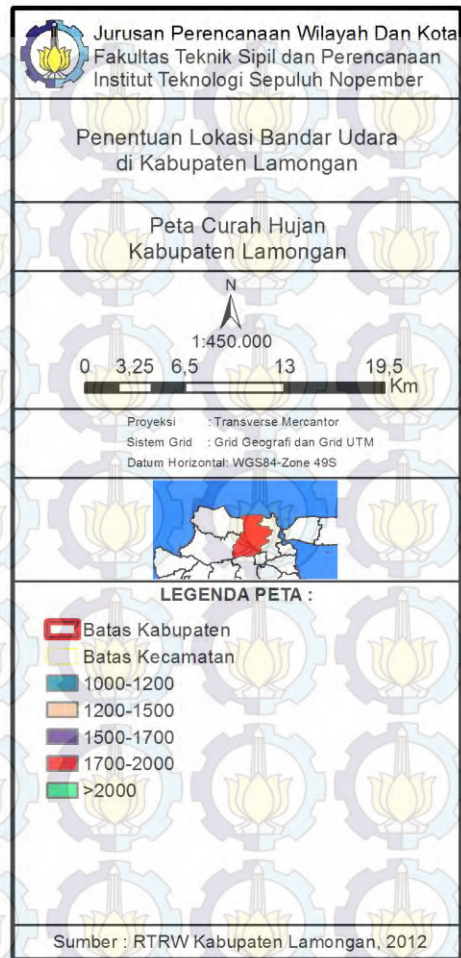 Jurusan Perencanaan Wilayah Dan Kota
Fakultas Teknik Sipil dan Perencanaan
Institut Teknologi Sepuluh Nopember
Penentuan Lokasi Bandar Udara
di Kabupaten Lamongan
Peta Curah Hujan
Kabupaten Lamongan
N
1:450.000
0 3,25 6,5 13 19,5
Km
Proyeksi : Transverse Mercantor
Sistem Grid : Grid Geografi dan Grid UTM
Datum Horizontal: WGS84-Zone 49S
LEGENDA PETA :
Batas Kabupaten
Batas Kecamatan
1000-1200
1200-1500
1500-1700
1700-2000
>2000
Sumber : RTRW Kabupaten Lamongan, 2012